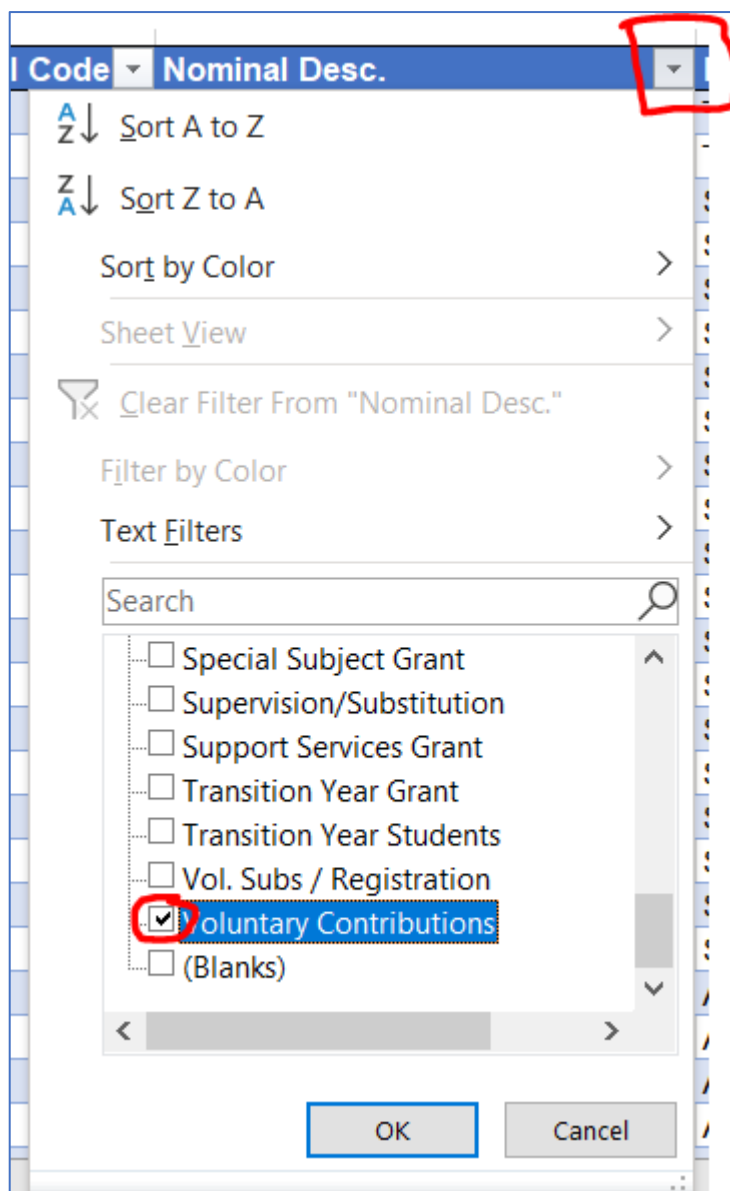 l Code Nominal Desc.
Sort A to Z
Sort Z to A
Sort by Color
Sheet View
Clear Filter From "Nominal Desc."
Filter by Color
Text Filters
Search
Special Subject Grant
Supervision/Substitution
Support Services Grant
Transition Year Grant
Transition Year Students
Vol. Subs / Registration
Voluntary Contributions
(Blanks)
OK Cancel